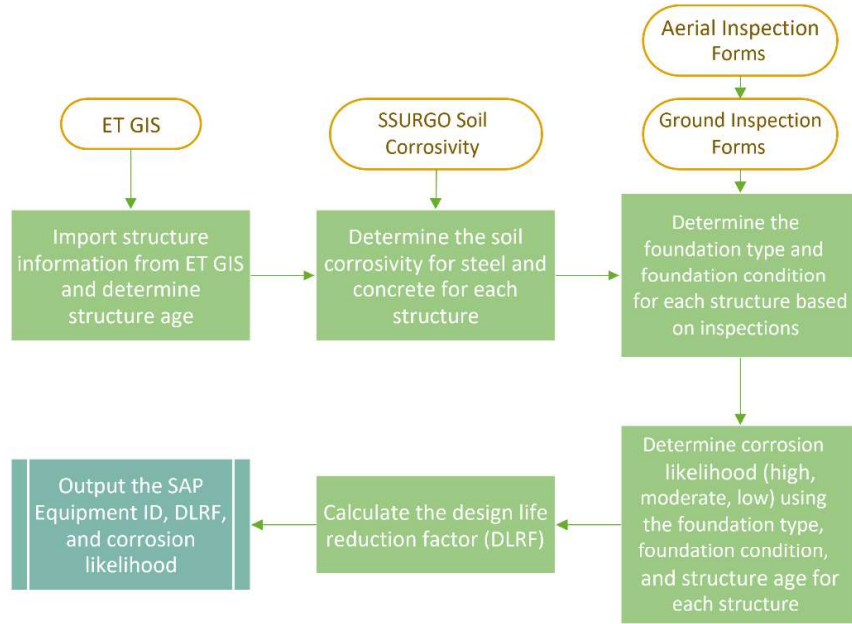 Aerial Inspection
Forms
ET GIS
SSURGO Soil
Corrosivity
Ground Inspection
Forms
Import structure
information from ET GIS
and determine
structure age
Determine the soil
corrosivity for steel and
concrete for each
structure
Determine the
foundation type and
foundation condition
for each structure based
on inspections
Determine corrosion
likelihood (high,
moderate, low) using
the foundation type,
foundation condition,
and structure age for
each structure
Calculate the design life
reduction factor (DLRF)
Output the SAP
Equipment ID, DLRF,
and corrosion
likelihood